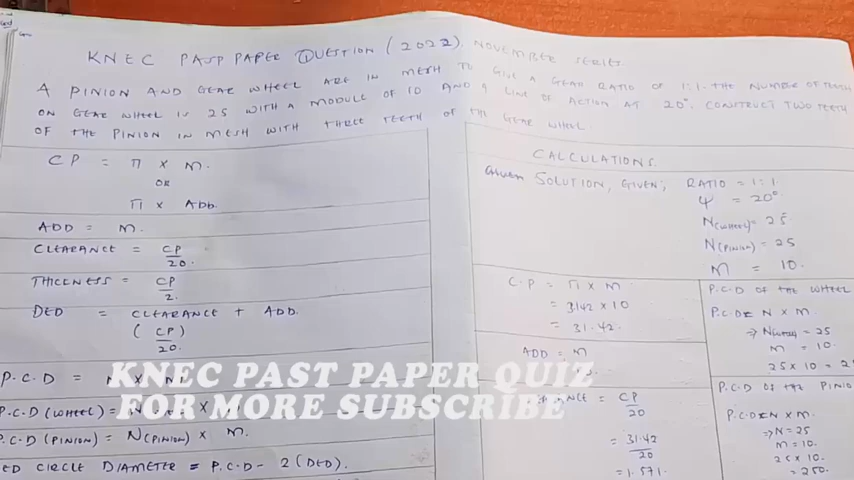 KNEC PAST PAPER QUESTION (2022) NOVEMBER SERIES.
A PINION AND GEAR WHEEL ARE IN MESH TO GIVE A GEAR RATIO OF 1:1. THE NUMBER OF TEETH
ON GEAR WHEEL IS 25 WITH A MODULE OF 10 AND A LINE OF ACTION AT 20°. CONSTRUCT TWO TEETH
OF THE PINION IN MESH WITH THREE TEETH OF THE GEAR WHEEL.
CP = π × M.
OR
π × ADD.
ADD = M.
CLEARANCE = CP
20.
THICKNESS = CP
2.
DED = CLEARANCE + ADD.
(CP)
20.
P.C.D = N × M
P.C.D (WHEEL) = N × M
P.C.D (PINION) = N(PINION) × M.
ED CIRCLE DIAMETER = P.C.D - 2 (DED).
CALCULATIONS.
SOLUTION, GIVEN; RATIO = 1:1.
Ψ = 20°
N(WHEEL) = 25
N(PINION) = 25
M = 10.
C.P = π × M
= 3.142 × 10
= 31.42.
ADD = M
CP
20
= 31.42
20
= 1.571.
P.C.D OF THE WHEEL
P.C.D = N × M.
⇒ N(WHEEL) = 25
M = 10.
25 × 10 = 2
P.C.D OF THE PINIO
P.C.D = N × M.
⇒ N = 25
M = 10.
25 × 10.
= 250.
KNEC PAST PAPER QUIZ
FOR MORE SUBSCRIBE